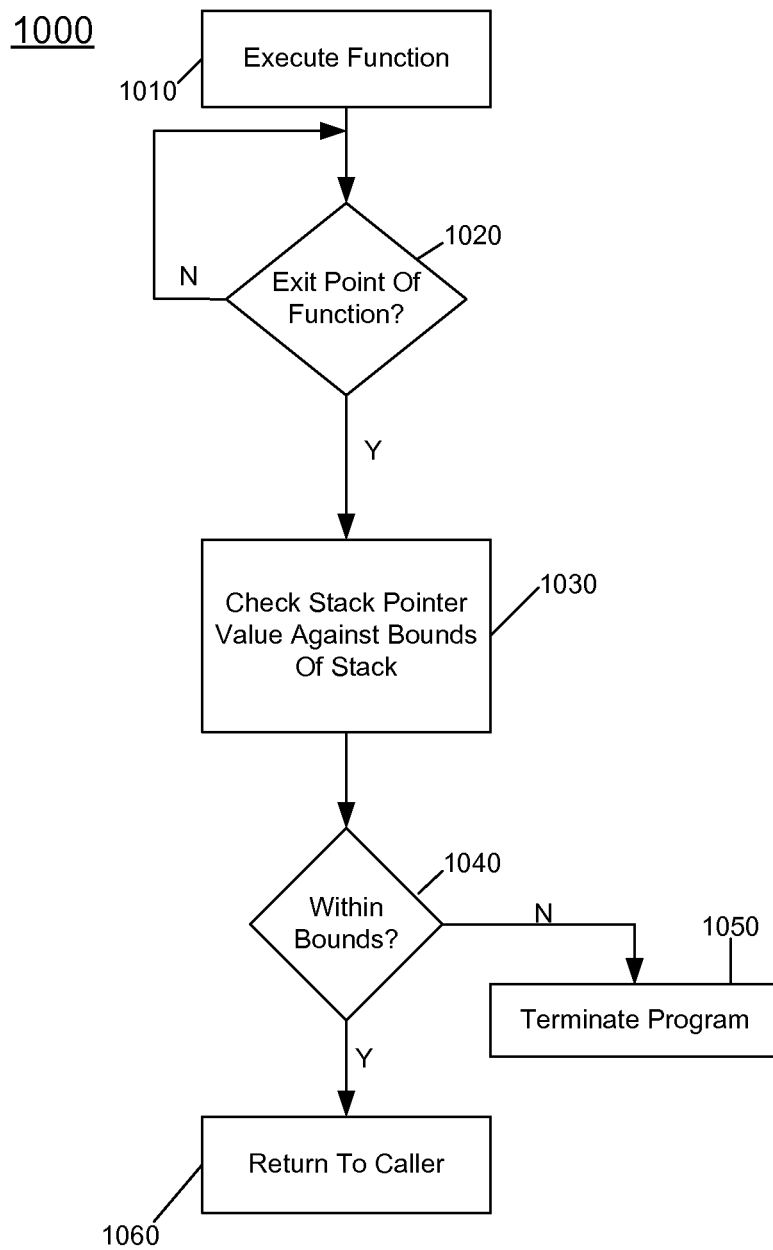 1000
Execute Function
1010
1020
Exit Point Of
Function?
N
Y
1030
Check Stack Pointer
Value Against Bounds
Of Stack
1040
Within
Bounds?
N
1050
Terminate Program
Y
Return To Caller
1060